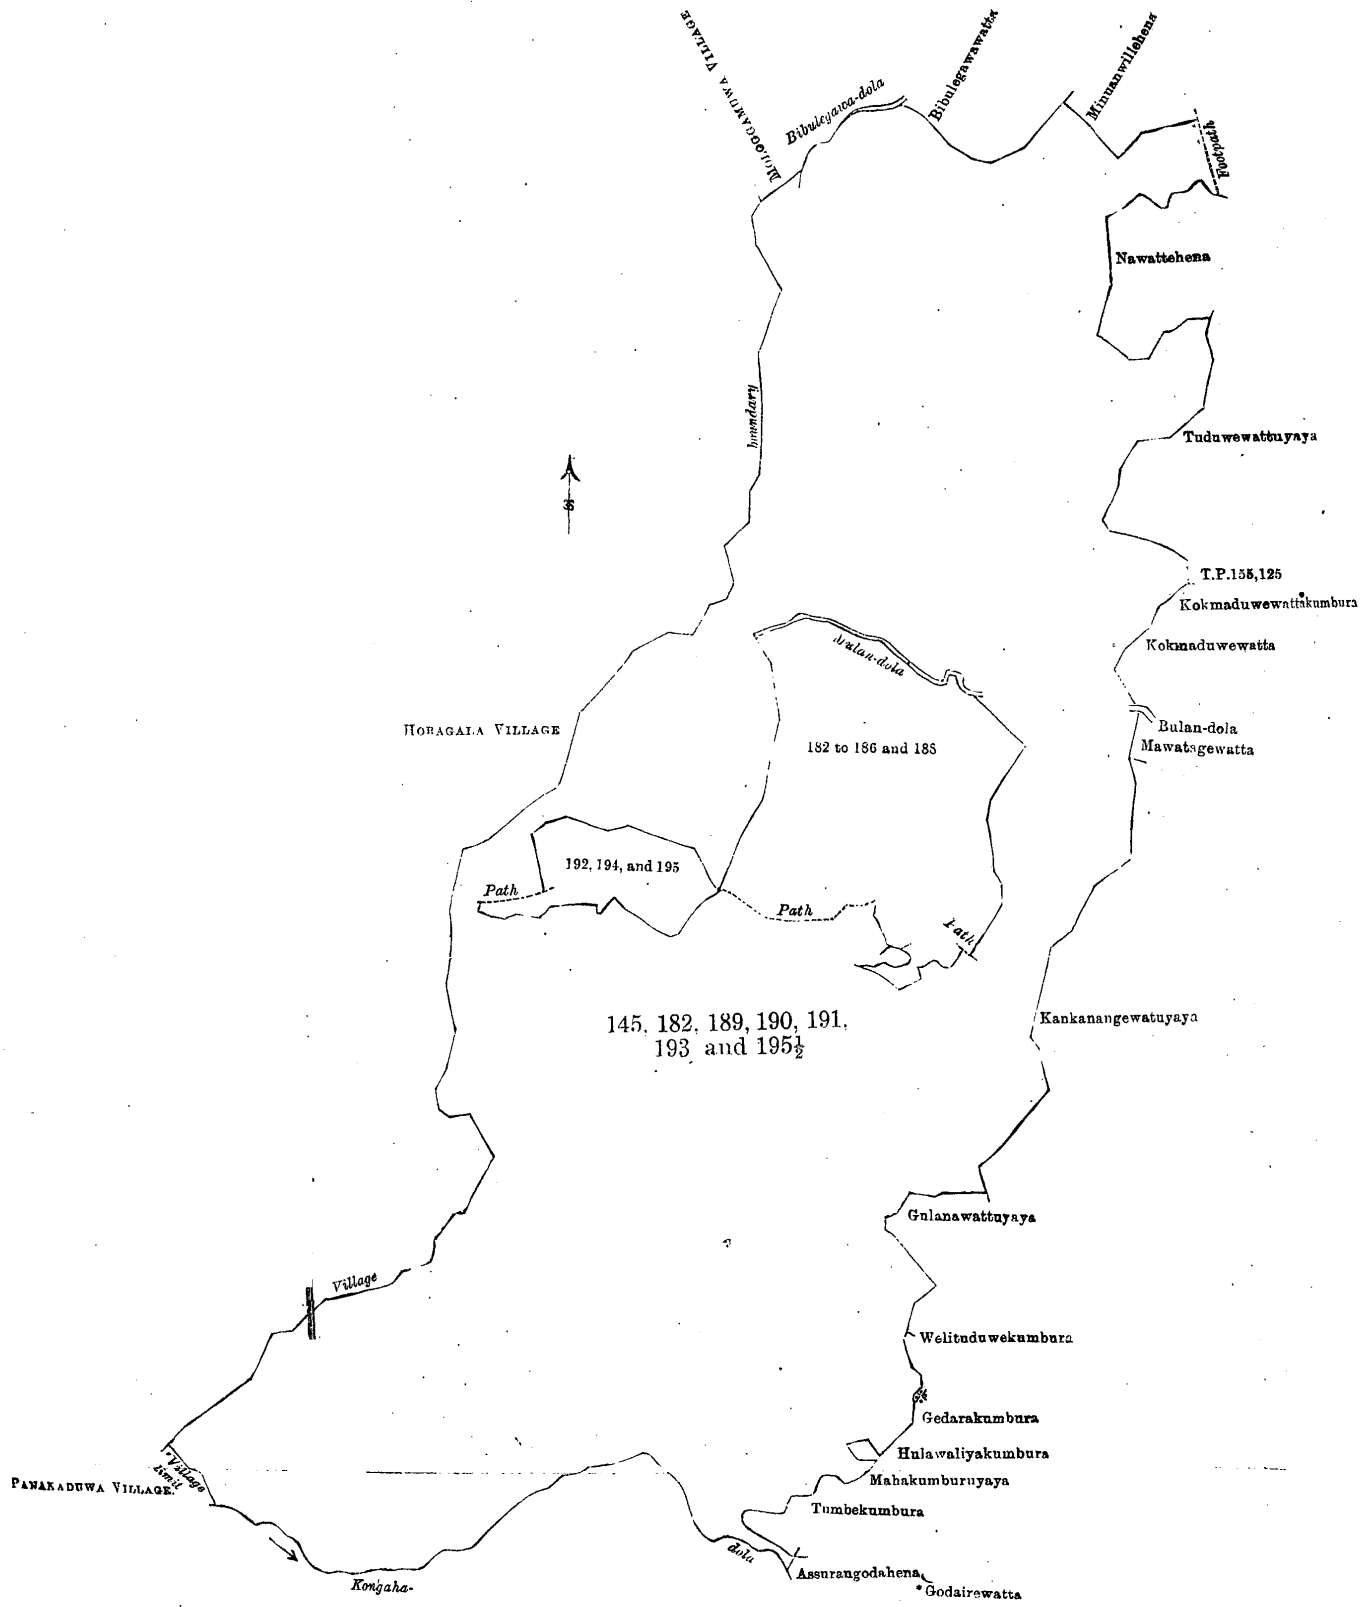 MOLOGGAMUWA VILLAGE
Bibulegawa-dola
Bibulegawawatta
Minuanwillehena
Footpath
Nawattehena
boundary
Tuduwewattuyaya
T.P.155,125
Kokmaduwewattakumbura
Kokmaduwewatta
Mulan-dola
HORAGALA VILLAGE
Bulan-dola
182 to 186 and 188
Mawatagewatta
192, 194, and 195
Path
Path
Path
145, 182, 189, 190, 191,
193 and 195½
Kankanangewatuyaya
Gulanawattuyaya
Village
Welituduwekumbura
Gedarakumbura
Hulawaliyakumbura
Village
limit
Mahakumburuyaya
PANAKADUWA VILLAGE.
Tumbekumbura
dola
Assurangodahena
Kongaha-
*Godairewatta